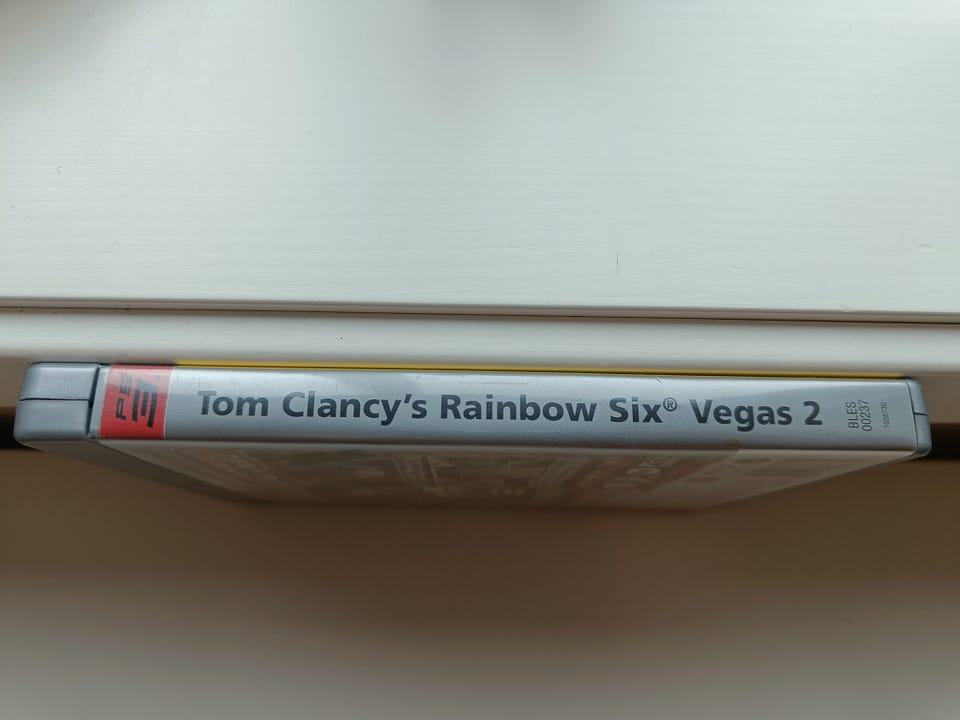 PS3
Tom Clancy's Rainbow Six® Vegas 2
BLES
00237